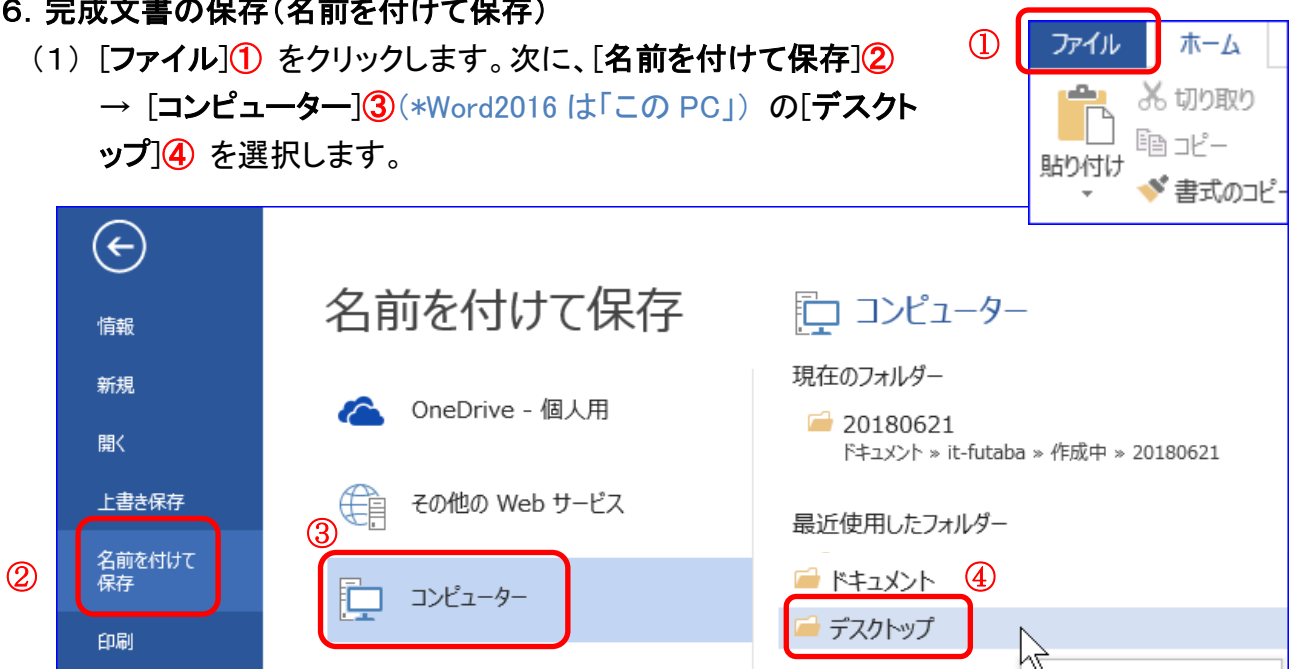 6．完成文書の保存（名前を付けて保存）
（1）[ファイル]① をクリックします。次に、[名前を付けて保存]②
→ [コンピューター]③（*Word2016 は「この PC」） の[デスクト
ップ]④ を選択します。
①
ファイル
ホーム
切り取り
コピー
貼り付け
書式のコピー
情報
新規
開く
上書き保存
②
名前を付けて
保存
印刷
名前を付けて保存
OneDrive - 個人用
その他の Web サービス
③
コンピューター
コンピューター
現在のフォルダー
20180621
ドキュメント » it-futaba » 作成中 » 20180621
最近使用したフォルダー
ドキュメント
④
デスクトップ